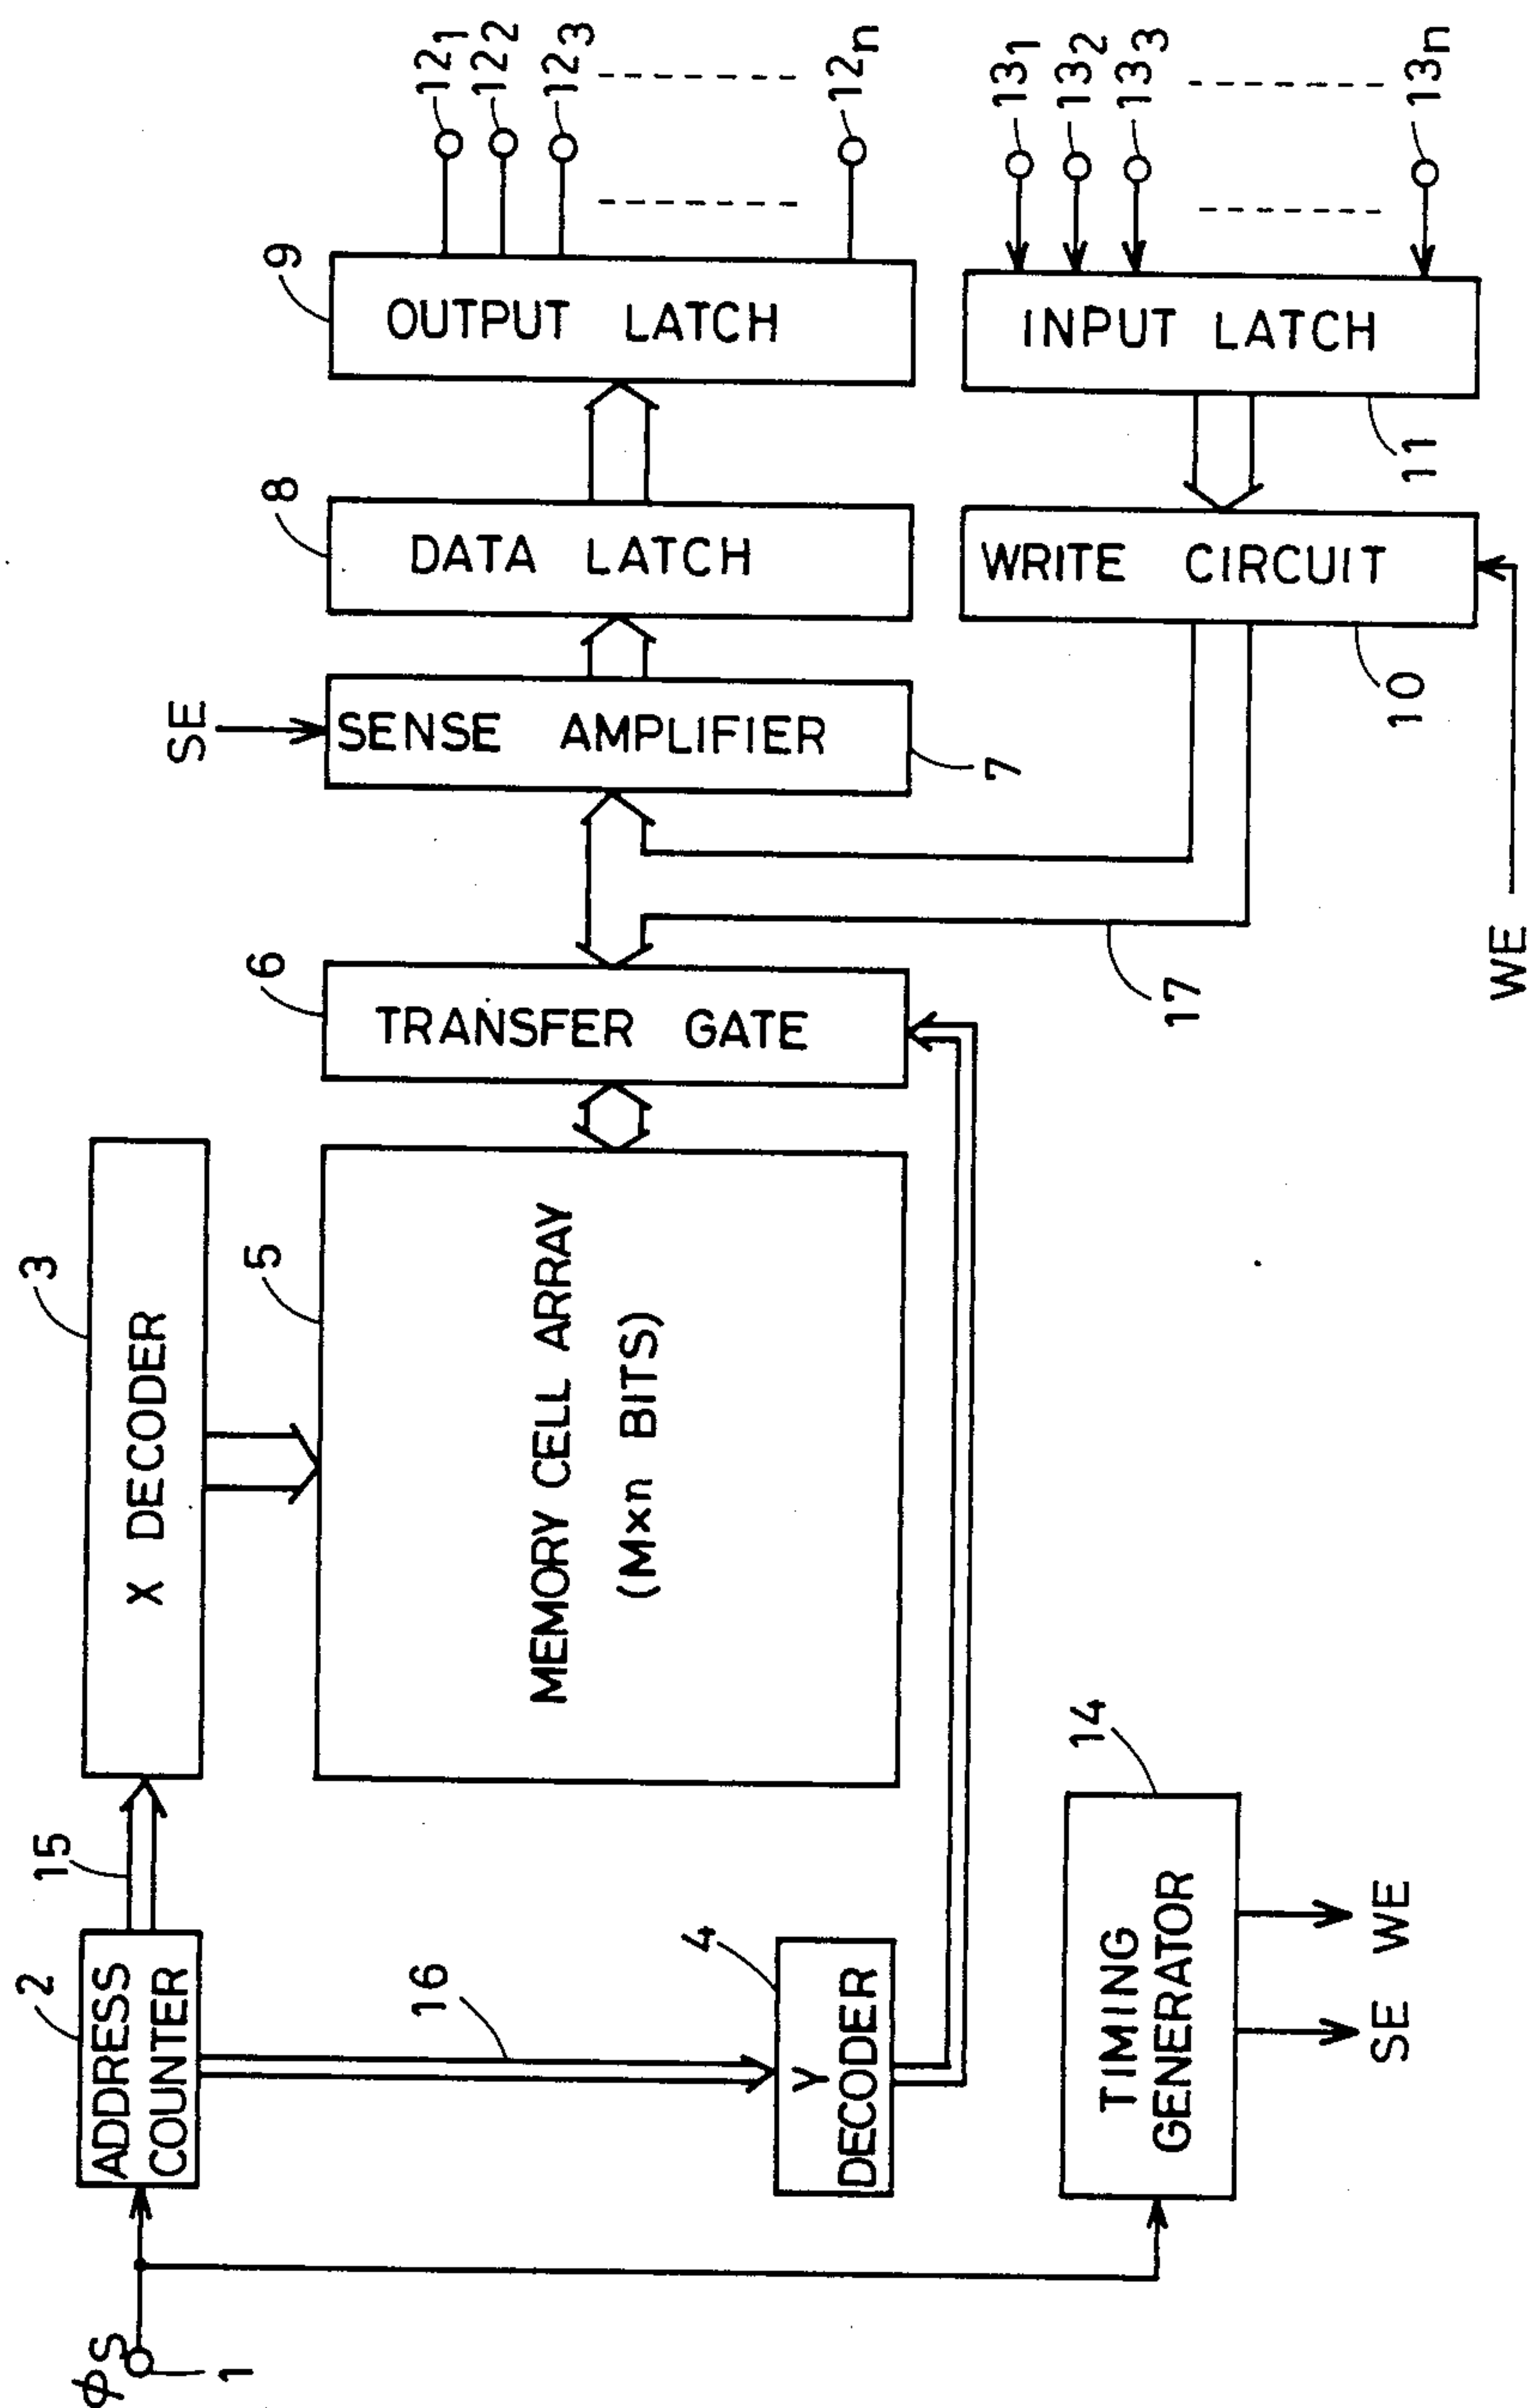 φS
1
2
ADDRESS
COUNTER
15
3
X DECODER
16
4
Y
DECODER
5
MEMORY CELL ARRAY
(M×n BITS)
6
TRANSFER GATE
17
SE
SENSE AMPLIFIER
7
8
DATA LATCH
9
OUTPUT LATCH
12₁
12₂
12₃
12n
WRITE CIRCUIT
10
WE
INPUT LATCH
11
13₁
13₂
13₃
13n
14
TIMING
GENERATOR
SE WE